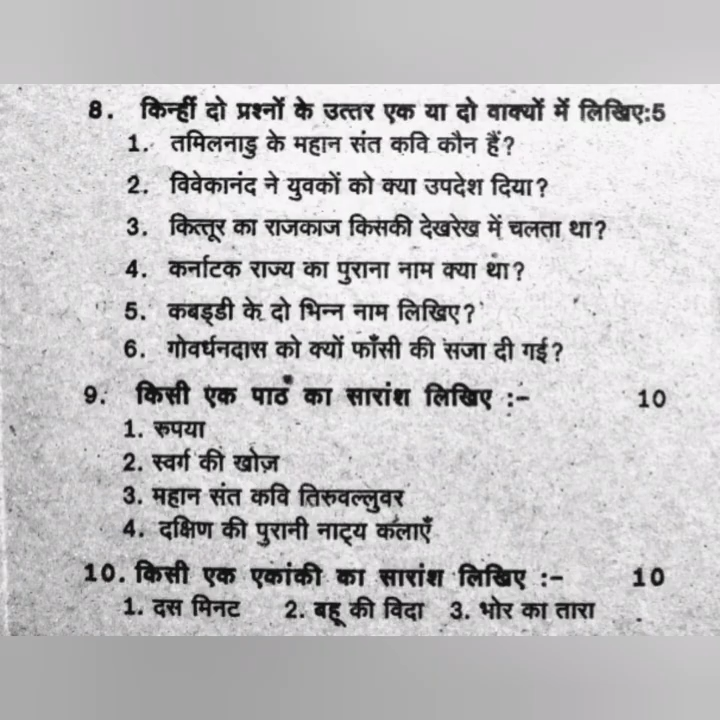 8. किन्हीं दो प्रश्नों के उत्तर एक या दो वाक्यों में लिखिए:5
1. तमिलनाडु के महान संत कवि कौन हैं?
2. विवेकानंद ने युवकों को क्या उपदेश दिया?
3. कित्तूर का राजकाज किसकी देखरेख में चलता था?
4. कर्नाटक राज्य का पुराना नाम क्या था?
5. कबड्डी के दो भिन्न नाम लिखिए?
6. गोवर्धनदास को क्यों फाँसी की सजा दी गई?
9. किसी एक पाठ का सारांश लिखिए :- 10
1. रुपया
2. स्वर्ग की खोज़
3. महान संत कवि तिरुवल्लुवर
4. दक्षिण की पुरानी नाट्य कलाएँ
10. किसी एक एकांकी का सारांश लिखिए :- 10
1. दस मिनट 2. बहू की विदा 3. भोर का तारा